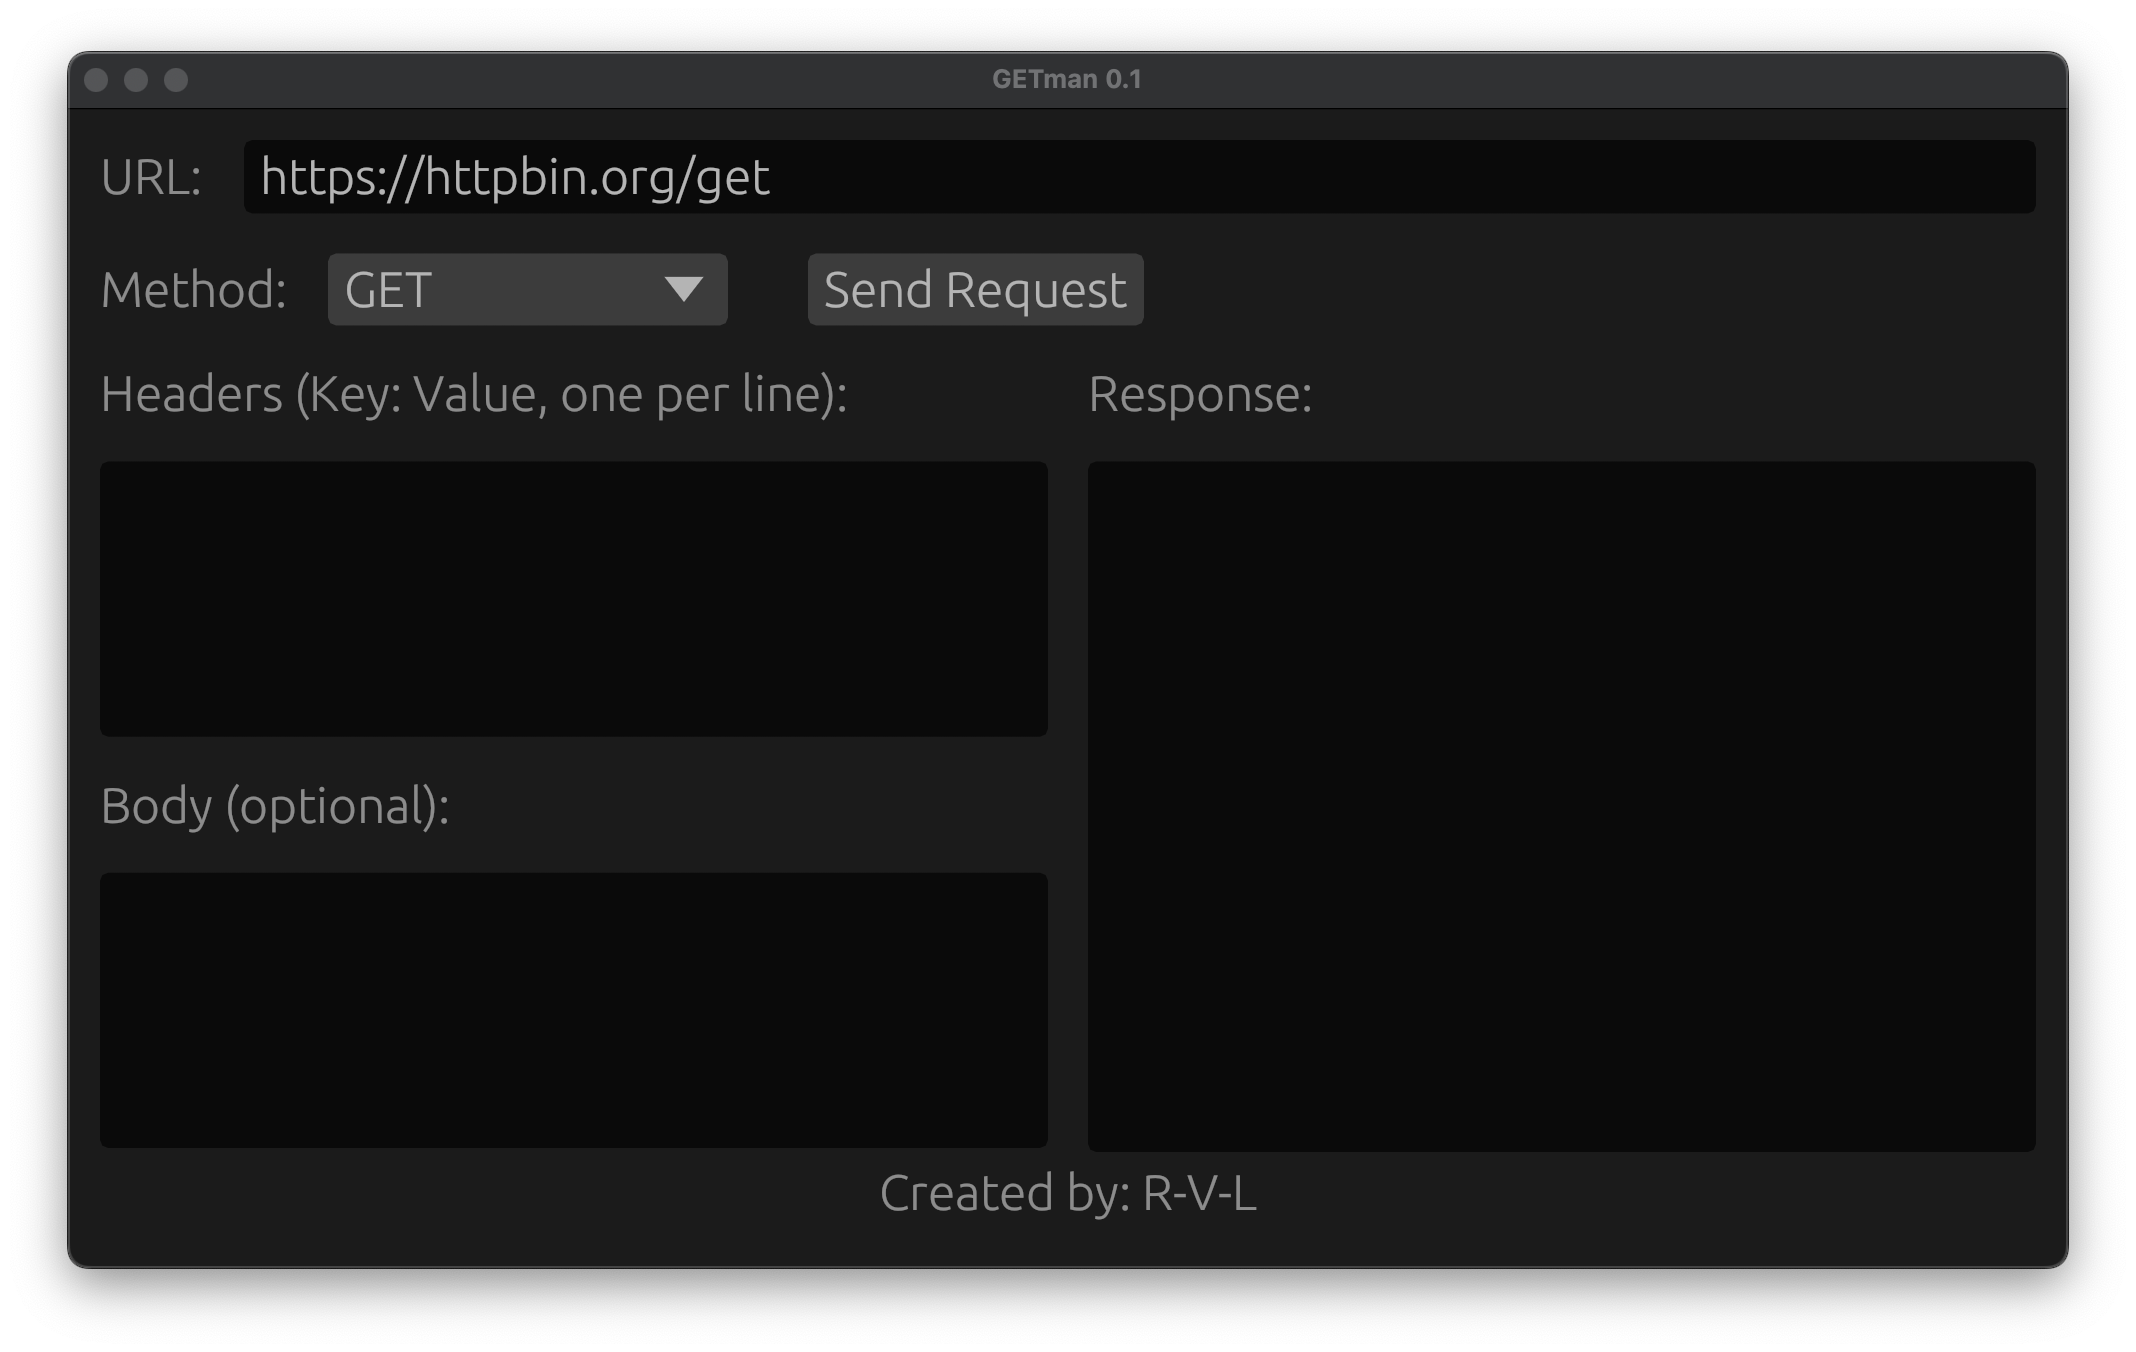 GETman 0.1
URL: https://httpbin.org/get
Method: GET Send Request
Headers (Key: Value, one per line):
Response:
Body (optional):
Created by: R-V-L